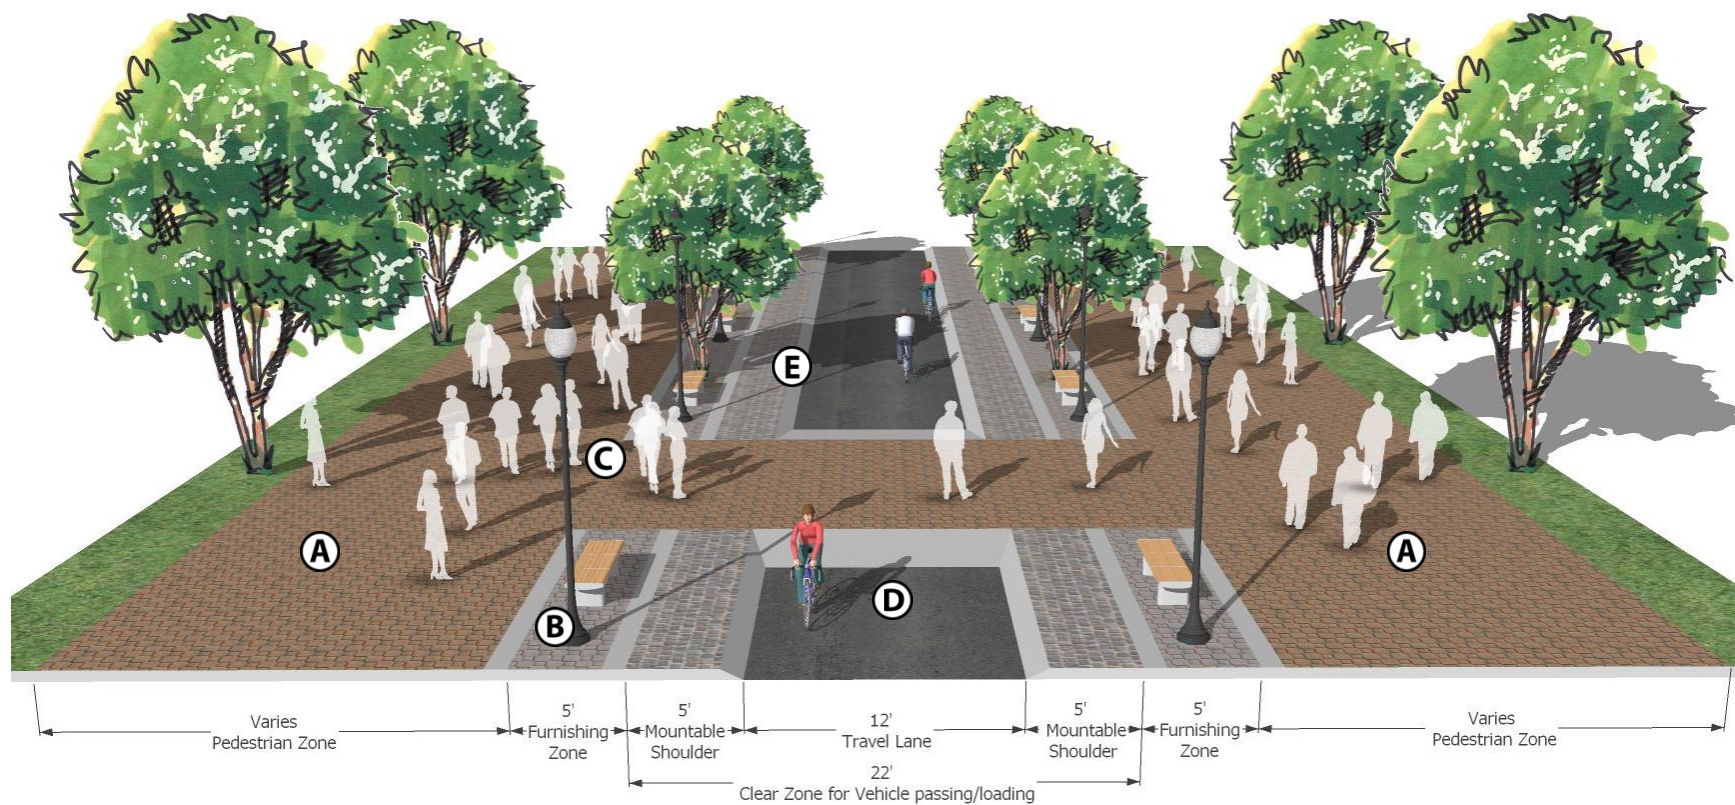 E
C
A
A
D
B
Varies
Pedestrian Zone
5'
Furnishing
Zone
5'
Mountable
Shoulder
12'
Travel Lane
5'
Mountable
Shoulder
5'
Furnishing
Zone
Varies
Pedestrian Zone
22'
Clear Zone for Vehicle passing/loading